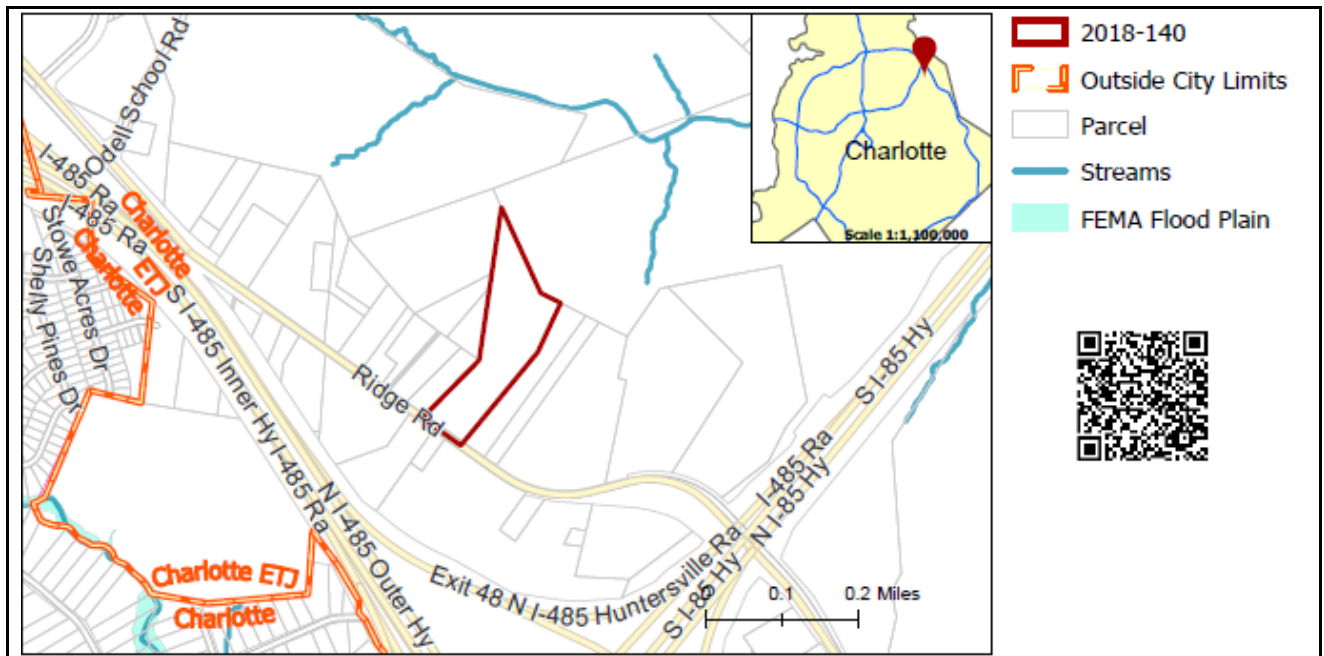 Odell School Rd
I-485 Ra
I-485 Ra
Charlotte
Charlotte ETJ
Stowe Acres Dr
Shelly Pines Dr
S I-485 Inner Hy
I-485 Ra
N I-485 Outer Hy
Ridge Rd
Exit 48 N I-485 Huntersville Ra
I-485 Ra
S I-85 Hy
N I-85 Hy
S I-85 Hy
Charlotte ETJ
Charlotte
0 0.1 0.2 Miles
Charlotte
Scale 1:1,100,000
2018-140
Outside City Limits
Parcel
Streams
FEMA Flood Plain